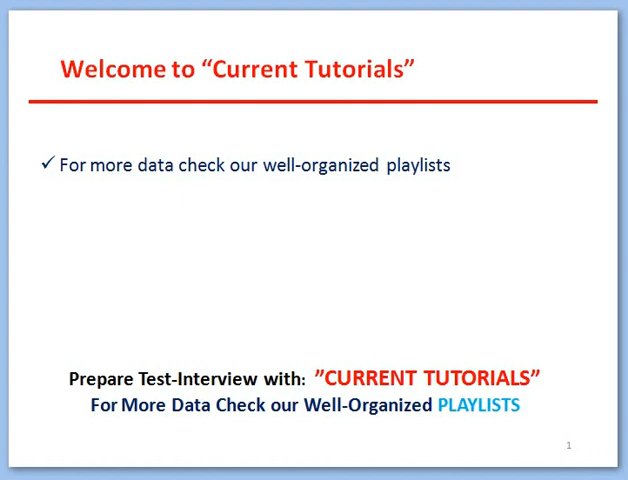 Welcome to “Current Tutorials”
✓ For more data check our well-organized playlists
Prepare Test-Interview with: ”CURRENT TUTORIALS”
For More Data Check our Well-Organized PLAYLISTS
1